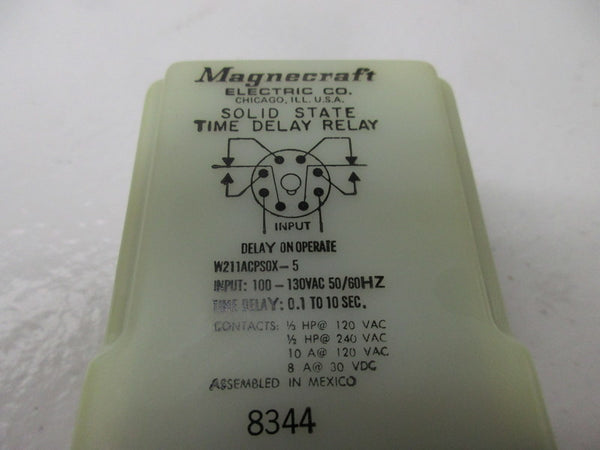 Magnecraft
ELECTRIC CO.
CHICAGO, ILL. U.S.A.
SOLID STATE
TIME DELAY RELAY
INPUT
DELAY ON OPERATE
W211ACPSOX-5
INPUT: 100-130VAC 50/60HZ
TIME DELAY: 0.1 TO 10 SEC.
CONTACTS: ⅓ HP@ 120 VAC
½ HP@ 240 VAC
10 A@ 120 VAC
8 A@ 30 VDC
ASSEMBLED IN MEXICO
8344